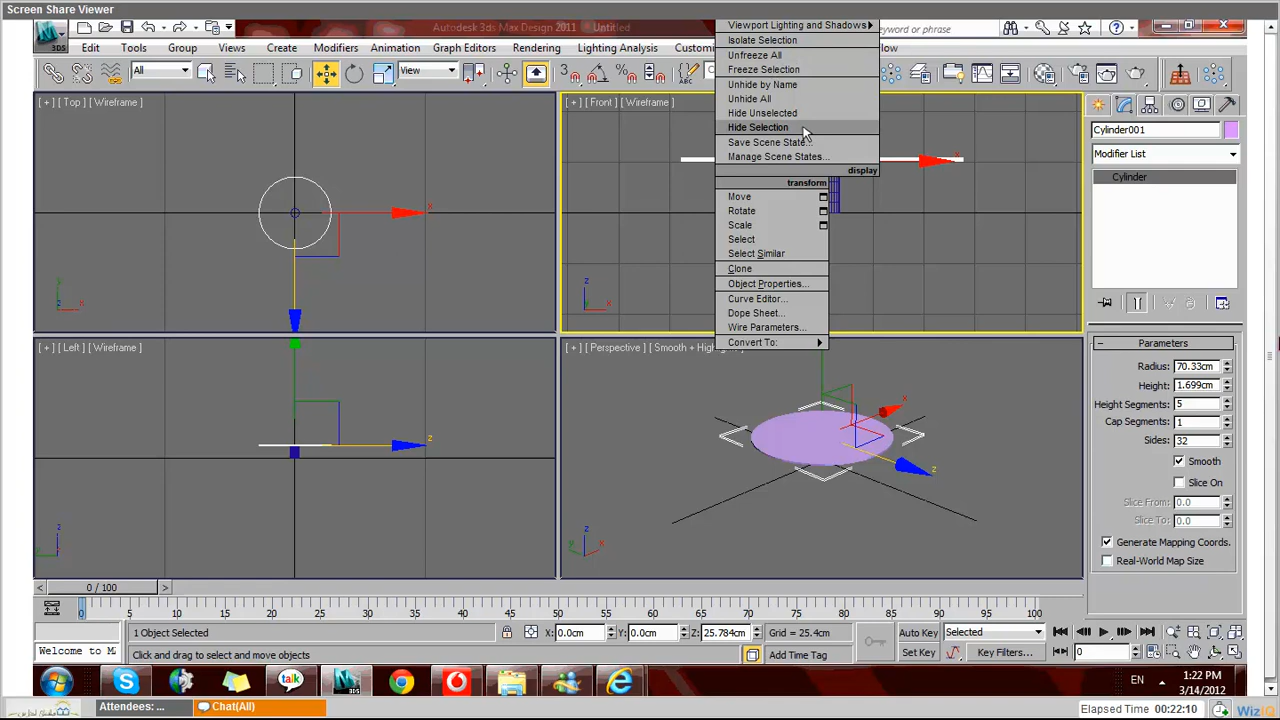 Screen Share Viewer
Autodesk 3ds Max Design 2011
Untitled
keyword or phrase
3DS
Edit Tools Group Views Create Modifiers Animation Graph Editors Rendering Lighting Analysis
All
View
[ + ] [ Top ] [ Wireframe ]
[ + ] [ Front ] [ Wireframe ]
Viewport Lighting and Shadows
Isolate Selection
Unfreeze All
Freeze Selection
Unhide by Name
Unhide All
Hide Unselected
Hide Selection
Save Scene State...
Manage Scene States...
display
transform
Move
Rotate
Scale
Select
Select Similar
Clone
Object Properties...
Curve Editor...
Dope Sheet...
Wire Parameters...
Convert To:
Cylinder001
Modifier List
Cylinder
[ + ] [ Left ] [ Wireframe ]
[ + ] [ Perspective ]
Parameters
Radius: 70.33cm
Height: 1.699cm
Height Segments: 5
Cap Segments: 1
Sides: 32
Smooth
Slice On
Slice From: 0.0
Slice To: 0.0
Generate Mapping Coords.
Real-World Map Size
x
z
y
< 0 / 100 >
0 5 10 15 20 25 30 35 40 45 50 55 60 65 70 75 80 85 90 95 100
1 Object Selected
X: 0.0cm Y: 0.0cm Z: 25.784cm Grid = 25.4cm
Auto Key Selected
Welcome to
Click and drag to select and move objects
Add Time Tag
Set Key Key Filters... 0
talk
3DS
EN
1:22 PM
3/14/2012
Attendees: ...
Chat(All)
Elapsed Time 00:22:10
WizIQ